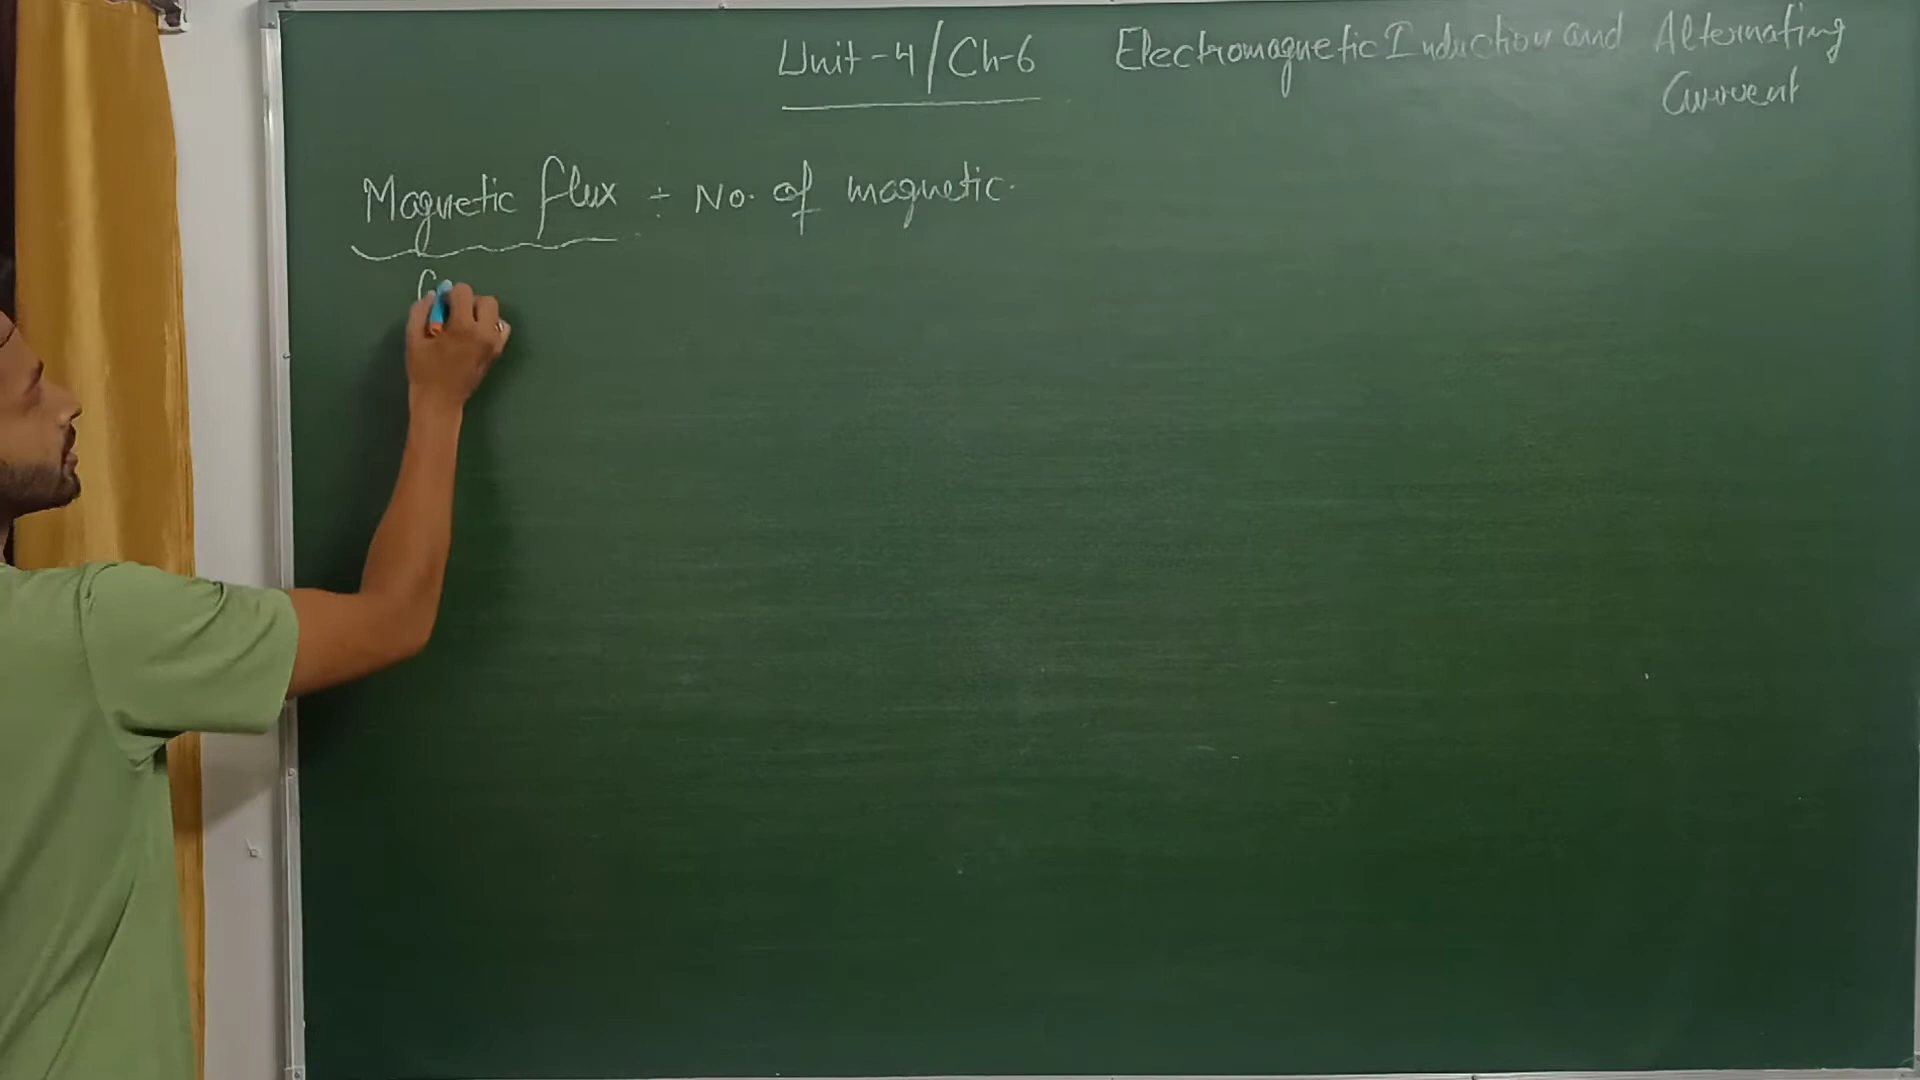 Unit-4/Ch-6 Electromagnetic Induction and Alternating
Current
Magnetic flux ÷ No. of magnetic.